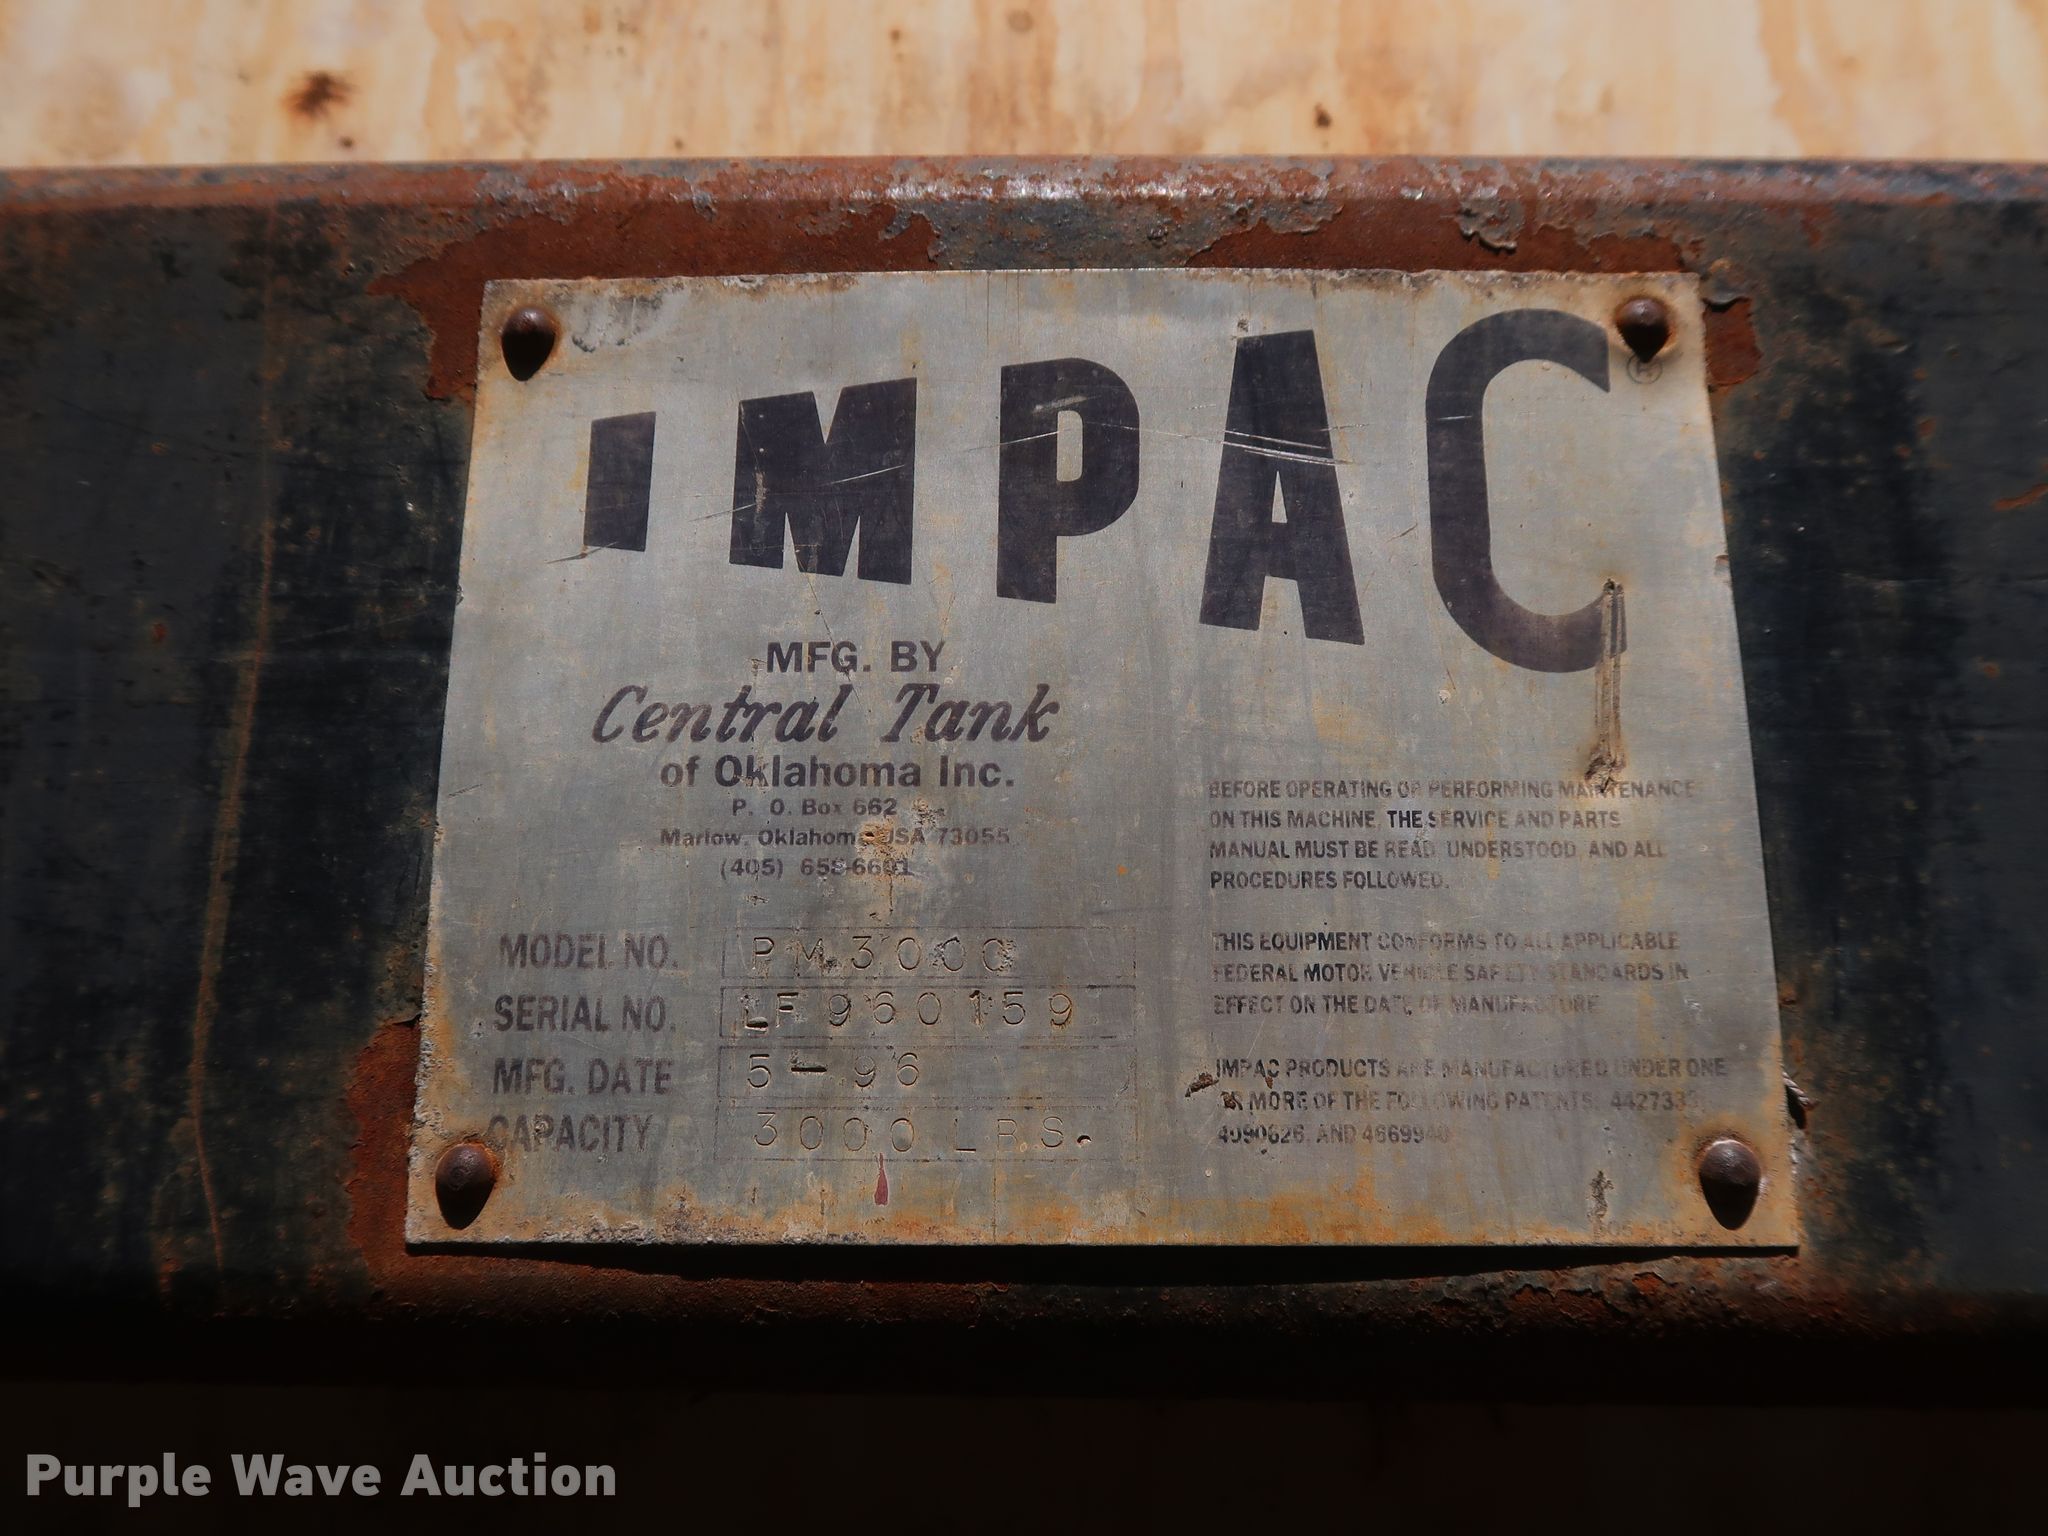 IMPAC
MFG. BY
Central Tank
of Oklahoma Inc.
P. O. Box 662
Marlow, Oklahoma USA 73055
(405) 658-6601
MODEL NO. PM3000
SERIAL NO. LF960159
MFG. DATE 5-96
CAPACITY 3000 LBS.
BEFORE OPERATING OR PERFORMING MAINTENANCE
ON THIS MACHINE, THE SERVICE AND PARTS
MANUAL MUST BE READ, UNDERSTOOD, AND ALL
PROCEDURES FOLLOWED.
THIS EQUIPMENT CONFORMS TO ALL APPLICABLE
FEDERAL MOTOR VEHICLE SAFETY STANDARDS IN
EFFECT ON THE DATE OF MANUFACTURE
IMPAC PRODUCTS ARE MANUFACTURED UNDER ONE
OR MORE OF THE FOLLOWING PATENTS:
4090626, AND 4669940
Purple Wave Auction